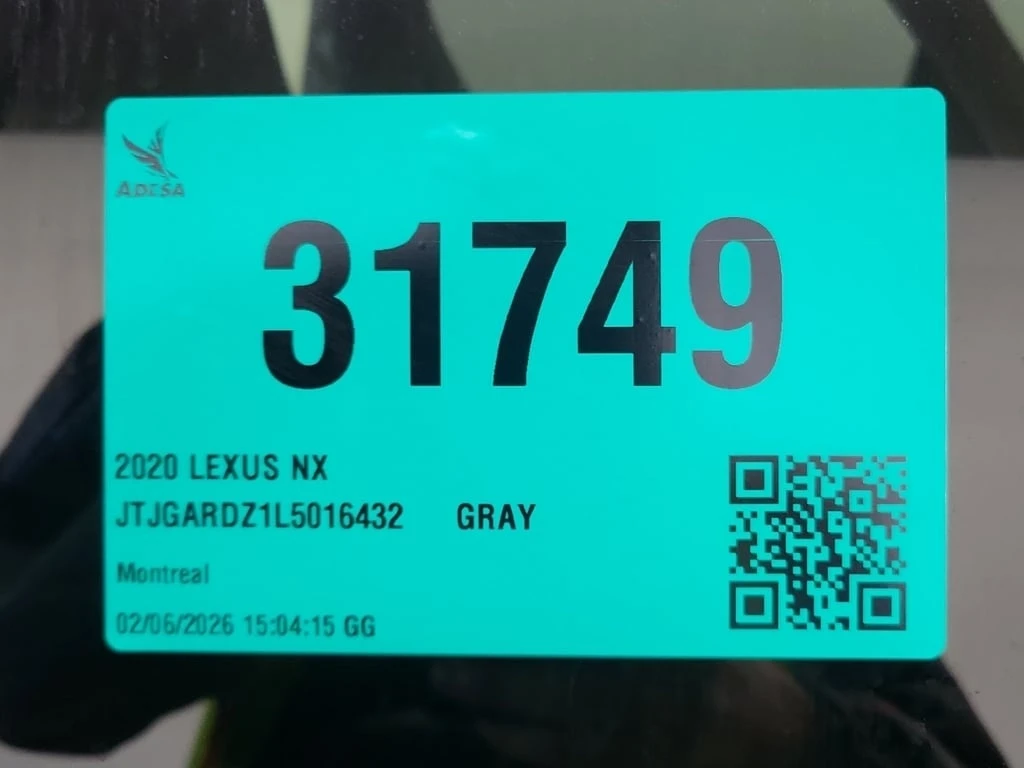 ADESA
31749
2020 LEXUS NX
JTJGARDZ1L5016432 GRAY
Montreal
02/06/2026 15:04:15 GG